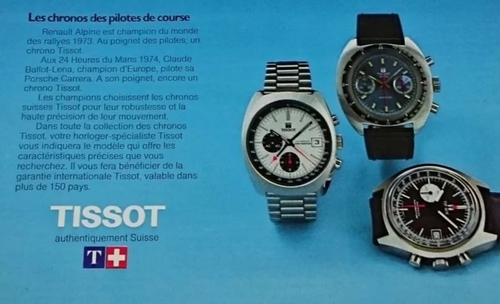 Les chronos des pilotes de course
Renault Alpine est champion du monde
des rallyes 1973. Au poignet des pilotes, un
chrono Tissot.
Aux 24 Heures du Mans 1974, Claude
Ballot-Lena, champion d'Europe, pilote sa
Porsche Carrera. A son poignet, encore un
chrono Tissot.
Les champions choisissent les chronos
suisses Tissot pour leur robustesse et la
haute précision de leur mouvement.
Dans toute la collection des chronos
Tissot, votre horloger-spécialiste Tissot
vous indiquera le modèle qui offre les
caractéristiques précises que vous
recherchez. Il vous fera bénéficier de la
garantie internationale Tissot, valable dans
plus de 150 pays.
TISSOT
authentiquement Suisse
T
TISSOT